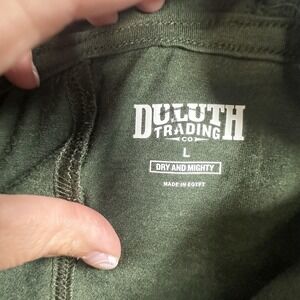 DULUTH
TRADING
CO
L
DRY AND MIGHTY
MADE IN EGYPT